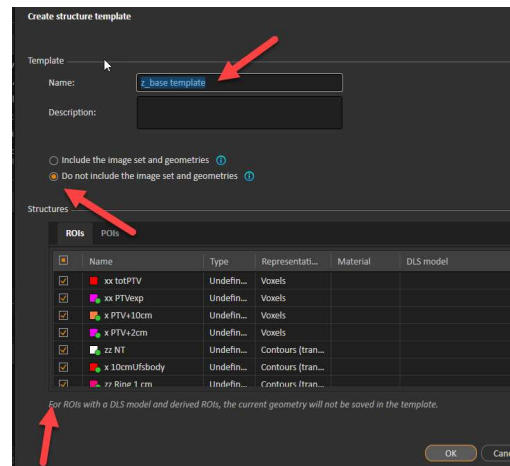 Create structure template
Template
Name: z_base template
Description:
Include the image set and geometries
Do not include the image set and geometries
Structures
ROIs POIs
Name Type Representati... Material DLS model
xx totPTV Undefin... Voxels
xx PTVexp Undefin... Voxels
x PTV+10cm Undefin... Voxels
x PTV+2cm Undefin... Voxels
zz NT Undefin... Contours (tran...
x 10cmUfsbody Undefin... Contours (tran...
zz Ring 1 cm Undefin... Contours (tran...
For ROIs with a DLS model and derived ROIs, the current geometry will not be saved in the template.
OK Canc